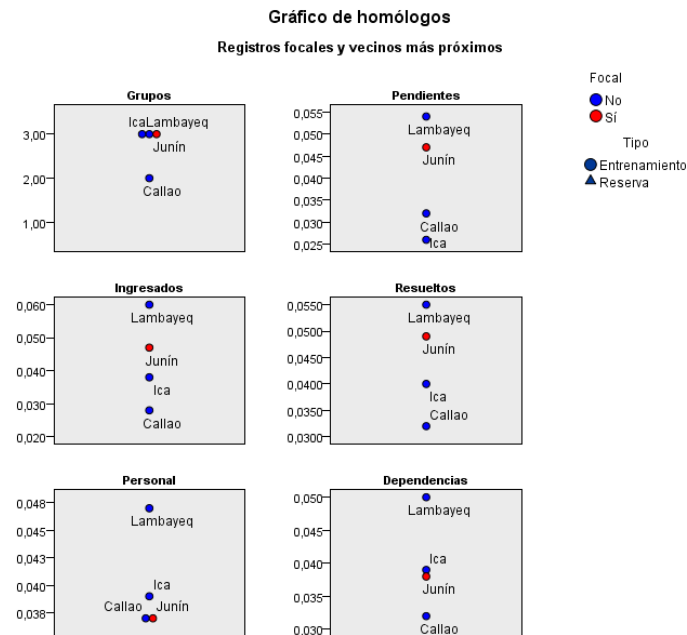 Gráfico de homólogos
Registros focales y vecinos más próximos
Focal
No
Sí
Tipo
Entrenamiento
Reserva
Grupos
3,00
2,00
1,00
IcaLambayeq
Junín
Callao
Pendientes
0,055
0,050
0,045
0,040
0,035
0,030
0,025
Lambayeq
Junín
Callao
Ica
Ingresados
0,060
0,050
0,040
0,030
0,020
Lambayeq
Junín
Ica
Callao
Resueltos
0,0550
0,0500
0,0450
0,0400
0,0350
0,0300
Lambayeq
Junín
Ica
Callao
Personal
0,048
0,045
0,043
0,040
0,038
Lambayeq
Ica
Callao Junín
Dependencias
0,050
0,045
0,040
0,035
0,030
Lambayeq
Ica
Junín
Callao